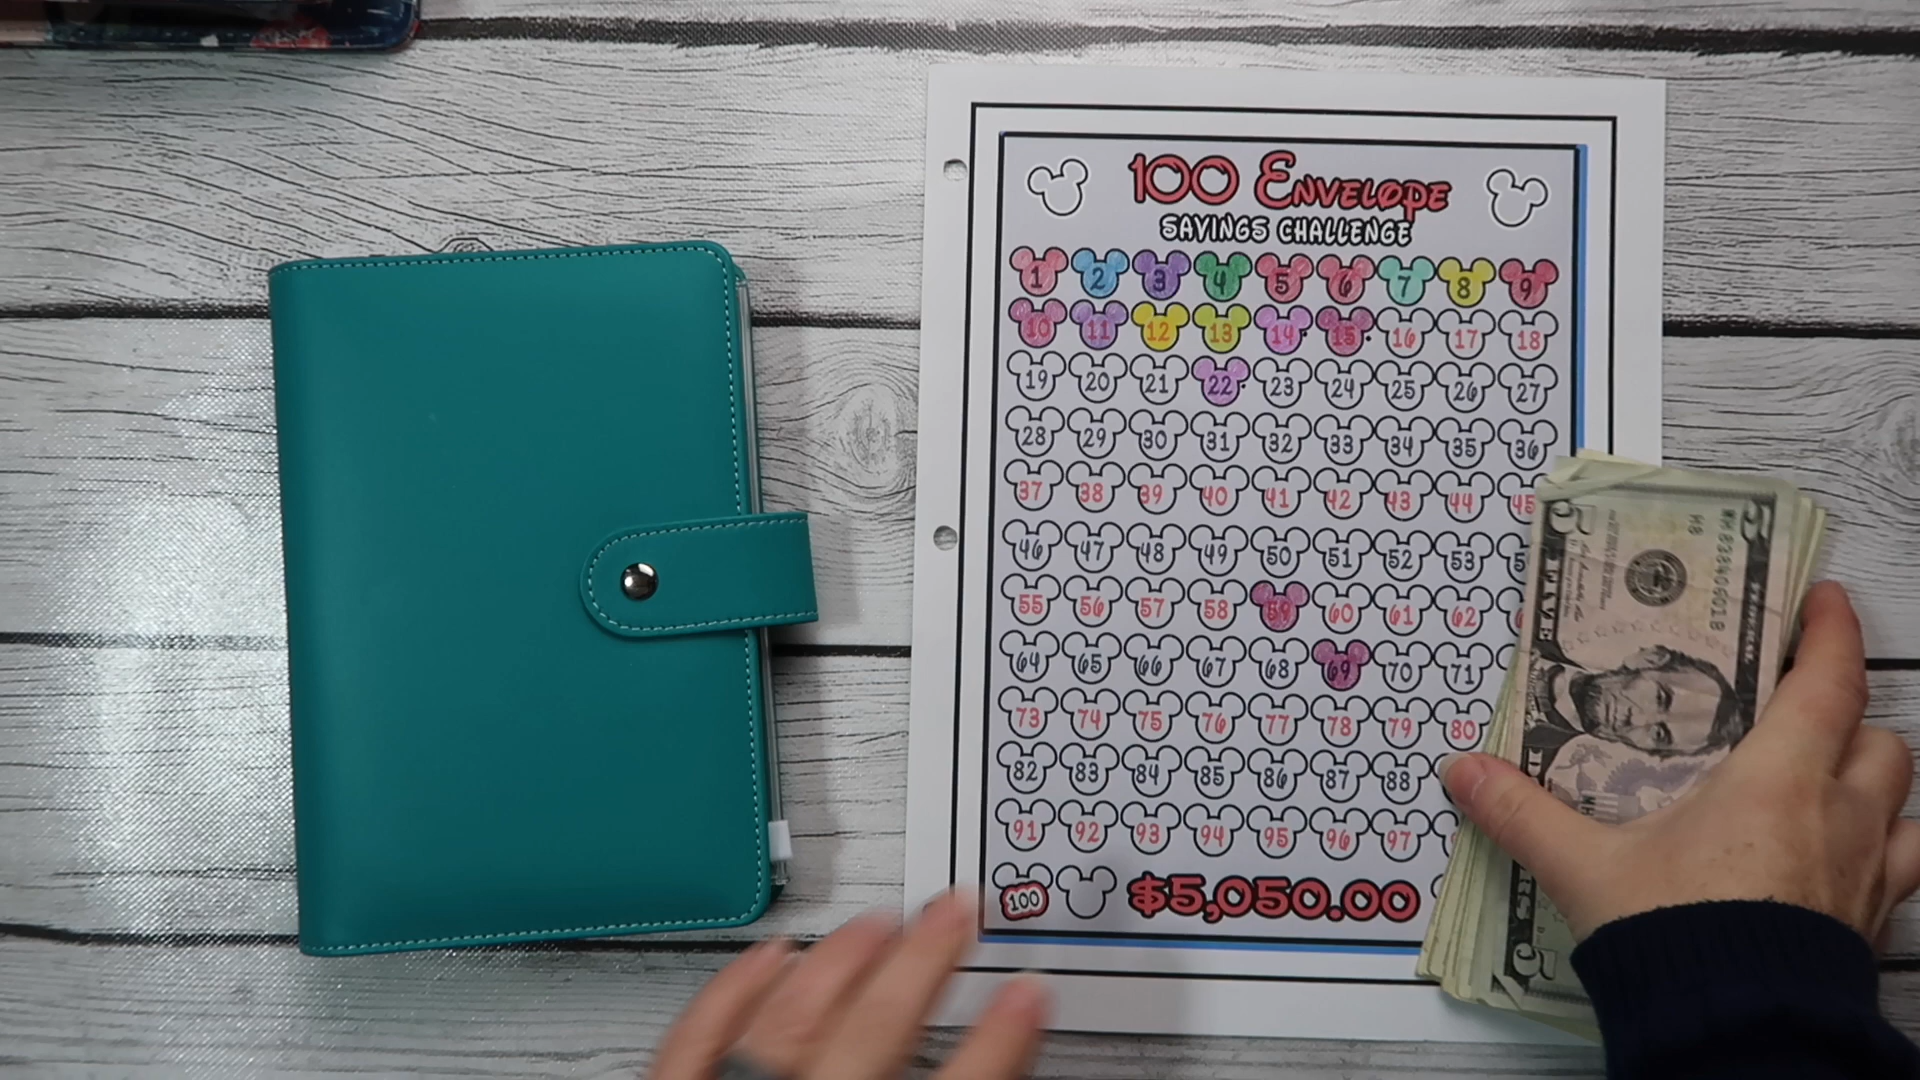 100 ENVELOPE
SAVINGS CHALLENGE
1 2 3 4 5 6 7 8 9
10 11 12 13 14 15 16 17 18
19 20 21 22 23 24 25 26 27
28 29 30 31 32 33 34 35 36
37 38 39 40 41 42 43 44 45
46 47 48 49 50 51 52 53
55 56 57 58 59 60 61 62
64 65 66 67 68 69 70 71
73 74 75 76 77 78 79 80
82 83 84 85 86 87 88
91 92 93 94 95 96 97
100 $5,050.00
5 5
H8
FIVE
5